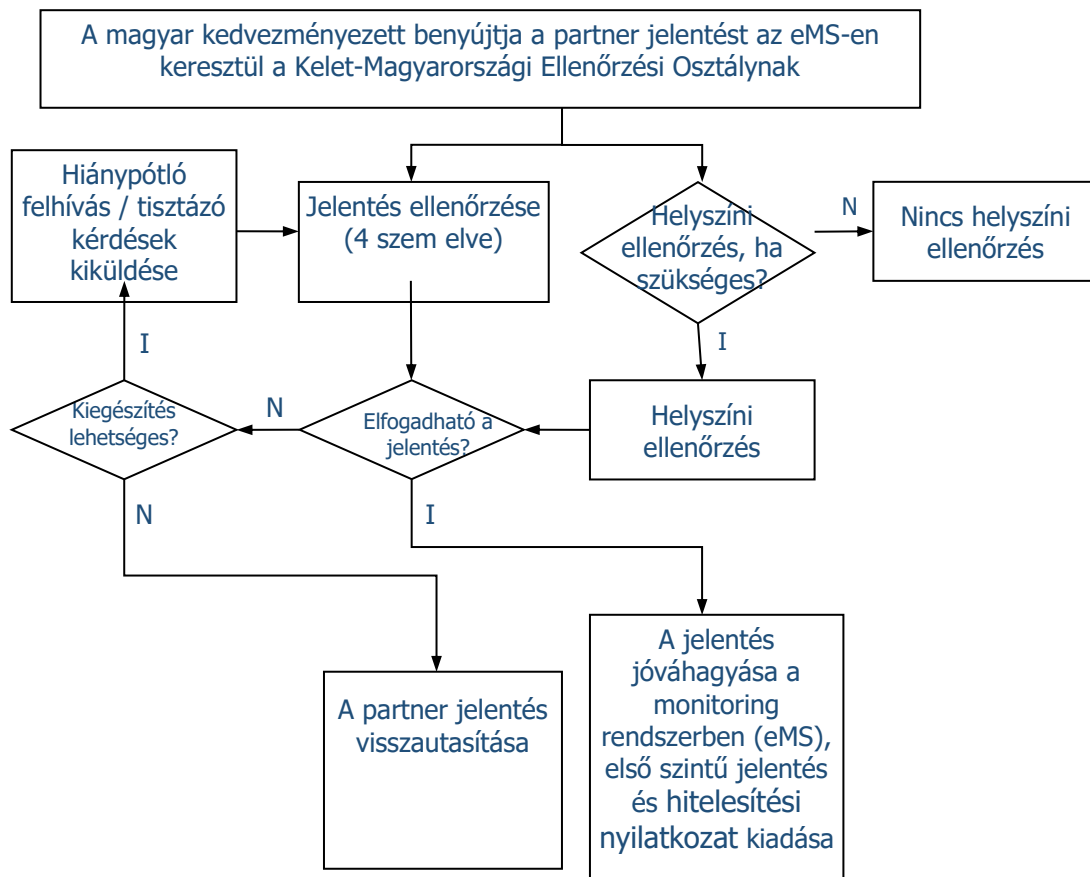 A magyar kedvezményezett benyújtja a partner jelentést az eMS-en
keresztül a Kelet-Magyarországi Ellenőrzési Osztálynak
Hiánypótló
felhívás / tisztázó
kérdések
kiküldése
Jelentés ellenőrzése
(4 szem elve)
Helyszíni
ellenőrzés, ha
szükséges?
N
Nincs helyszíni
ellenőrzés
I
I
Kiegészítés
lehetséges?
N
Elfogadható a
jelentés?
Helyszíni
ellenőrzés
N
I
A partner jelentés
visszautasítása
A jelentés
jóváhagyása a
monitoring
rendszerben (eMS),
első szintű jelentés
és hitelesítési
nyilatkozat kiadása